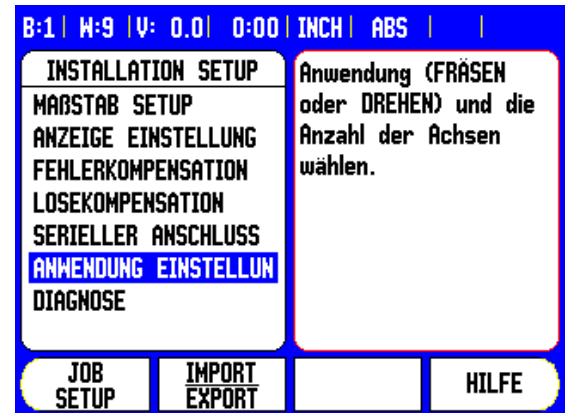 B:1 | W:9 | V: 0.0 | 0:00 | INCH | ABS | |
INSTALLATION SETUP
MAßSTAB SETUP
ANZEIGE EINSTELLUNG
FEHLERKOMPENSATION
LOSEKOMPENSATION
SERIELLER ANSCHLUSS
ANWENDUNG EINSTELLUN
DIAGNOSE
Anwendung (FRÄSEN
oder DREHEN) und die
Anzahl der Achsen
wählen.
JOB
SETUP
IMPORT
EXPORT
HILFE